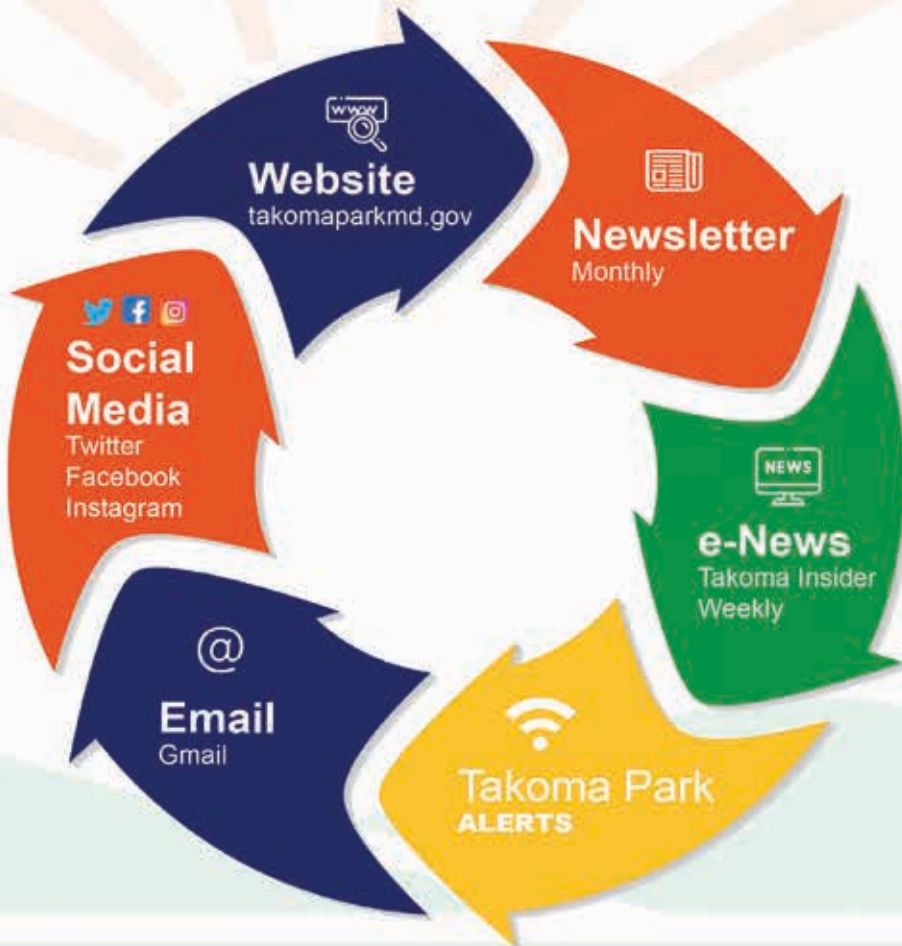 www
Website
takomaparkmd.gov
Newsletter
Monthly
NEWS
e-News
Takoma Insider
Weekly
Takoma Park
ALERTS
@
Email
Gmail
Social
Media
Twitter
Facebook
Instagram